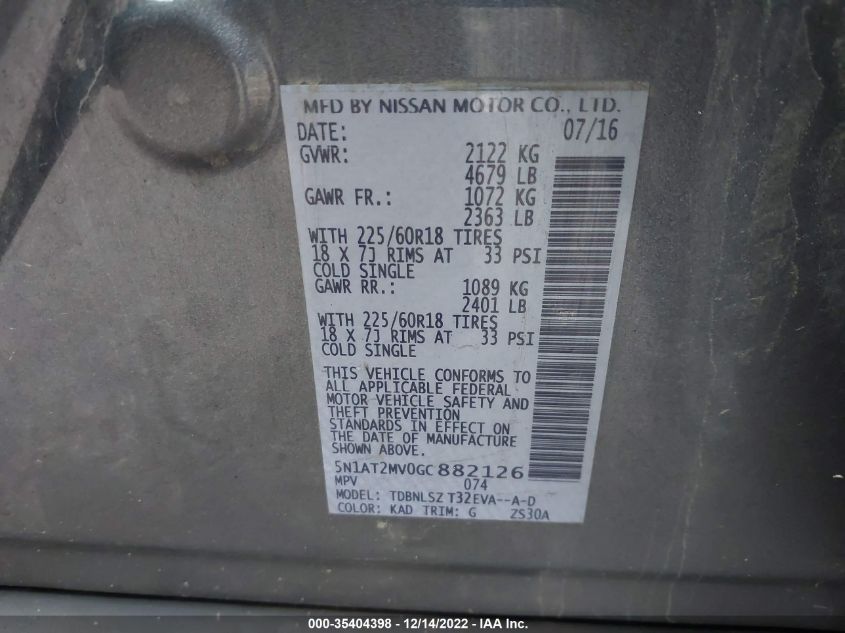 MFD BY NISSAN MOTOR CO., LTD.
DATE: 07/16
GVWR: 2122 KG
4679 LB
GAWR FR.: 1072 KG
2363 LB
WITH 225/60R18 TIRES
18 X 7J RIMS AT 33 PSI
COLD SINGLE
GAWR RR.: 1089 KG
2401 LB
WITH 225/60R18 TIRES
18 X 7J RIMS AT 33 PSI
COLD SINGLE
THIS VEHICLE CONFORMS TO
ALL APPLICABLE FEDERAL
MOTOR VEHICLE SAFETY AND
THEFT PREVENTION
STANDARDS IN EFFECT ON
THE DATE OF MANUFACTURE
SHOWN ABOVE.
5N1AT2MV0GC882126
MPV 074
MODEL: TDBNLSZ T32EVA--A-D
COLOR: KAD TRIM: G ZS30A
000-35404398 - 12/14/2022 - IAA Inc.